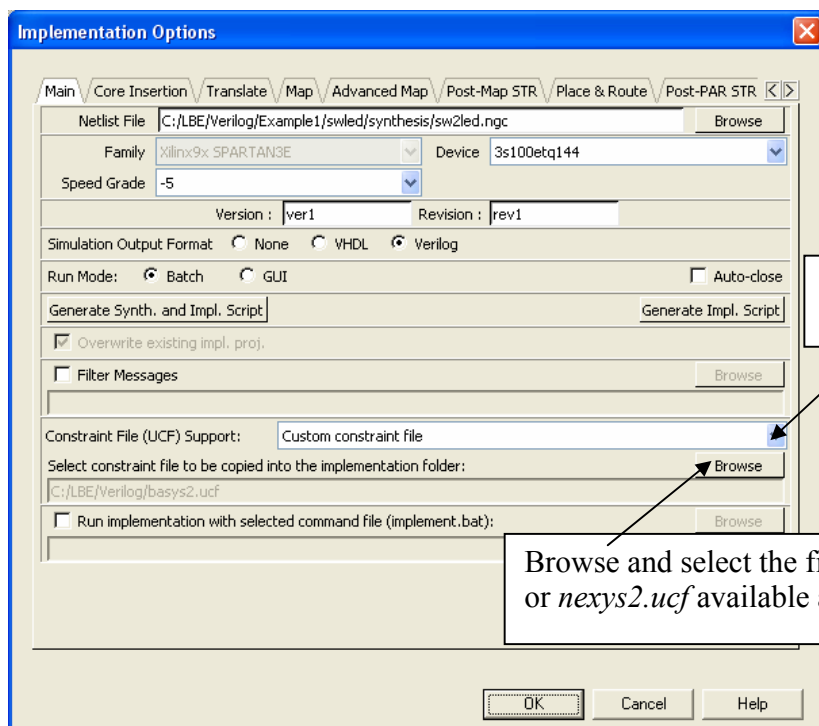 Implementation Options
Main Core Insertion Translate Map Advanced Map Post-Map STR Place & Route Post-PAR STR
Netlist File C:/LBE/Verilog/Example1/swled/synthesis/sw2led.ngc Browse
Family Xilinx9x SPARTAN3E Device 3s100etq144
Speed Grade -5
Version : ver1 Revision : rev1
Simulation Output Format None VHDL Verilog
Run Mode: Batch GUI Auto-close
Generate Synth. and Impl. Script Generate Impl. Script
Overwrite existing impl. proj.
Filter Messages Browse
Constraint File (UCF) Support: Custom constraint file
Select constraint file to be copied into the implementation folder: Browse
C:/LBE/Verilog/basys2.ucf
Run implementation with selected command file (implement.bat): Browse
Browse and select the
or nexys2.ucf available
OK Cancel Help